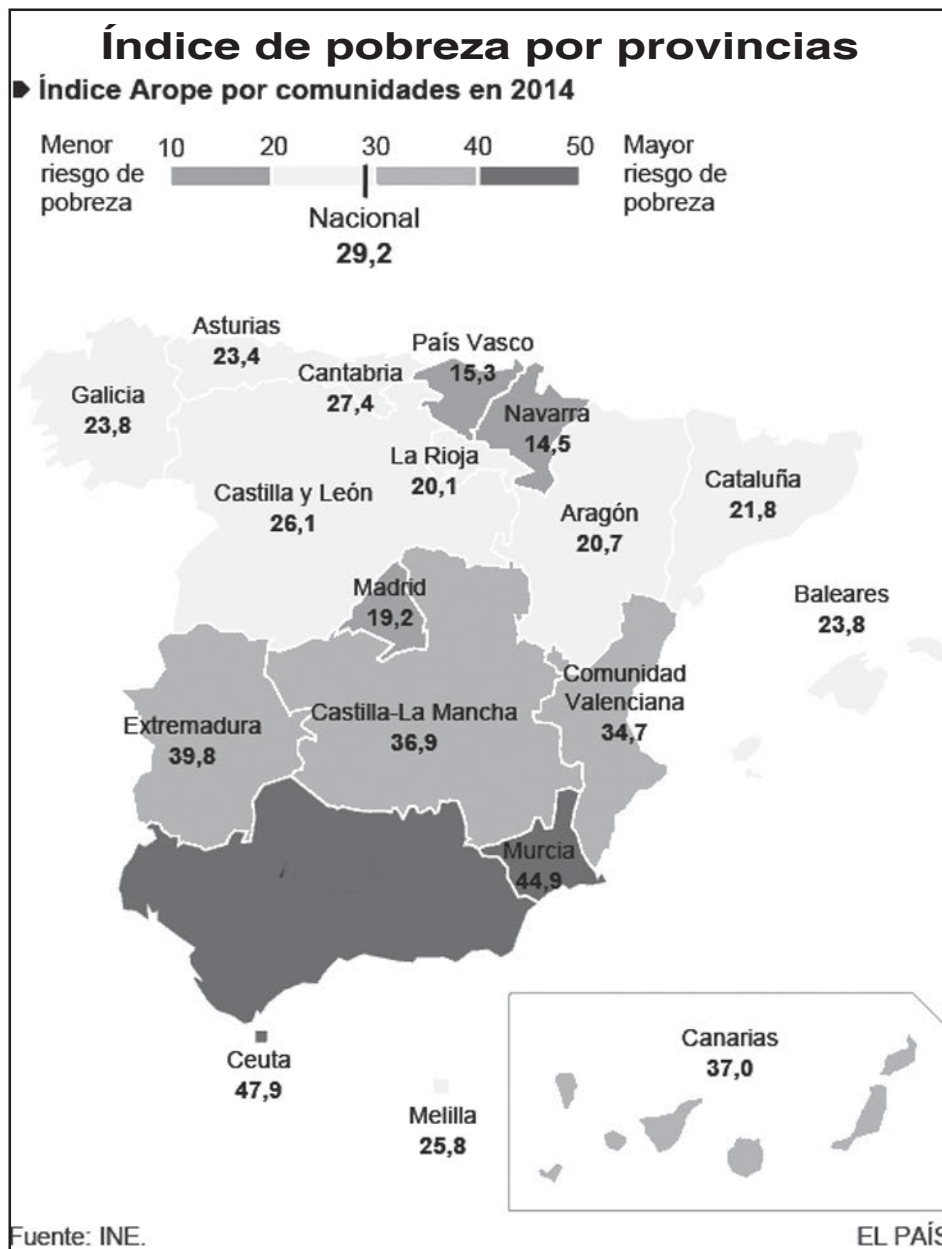 Índice de pobreza por provincias
Índice Arope por comunidades en 2014
Menor riesgo de pobreza
10 20 30 40 50
Mayor riesgo de pobreza
Nacional
29,2
Asturias
23,4
País Vasco
15,3
Cantabria
27,4
Galicia
23,8
Navarra
14,5
La Rioja
20,1
Cataluña
21,8
Castilla y León
26,1
Aragón
20,7
Madrid
19,2
Baleares
23,8
Comunidad
Valenciana
34,7
Extremadura
39,8
Castilla-La Mancha
36,9
Murcia
44,9
Ceuta
47,9
Melilla
25,8
Canarias
37,0
Fuente: INE.
EL PAÍS